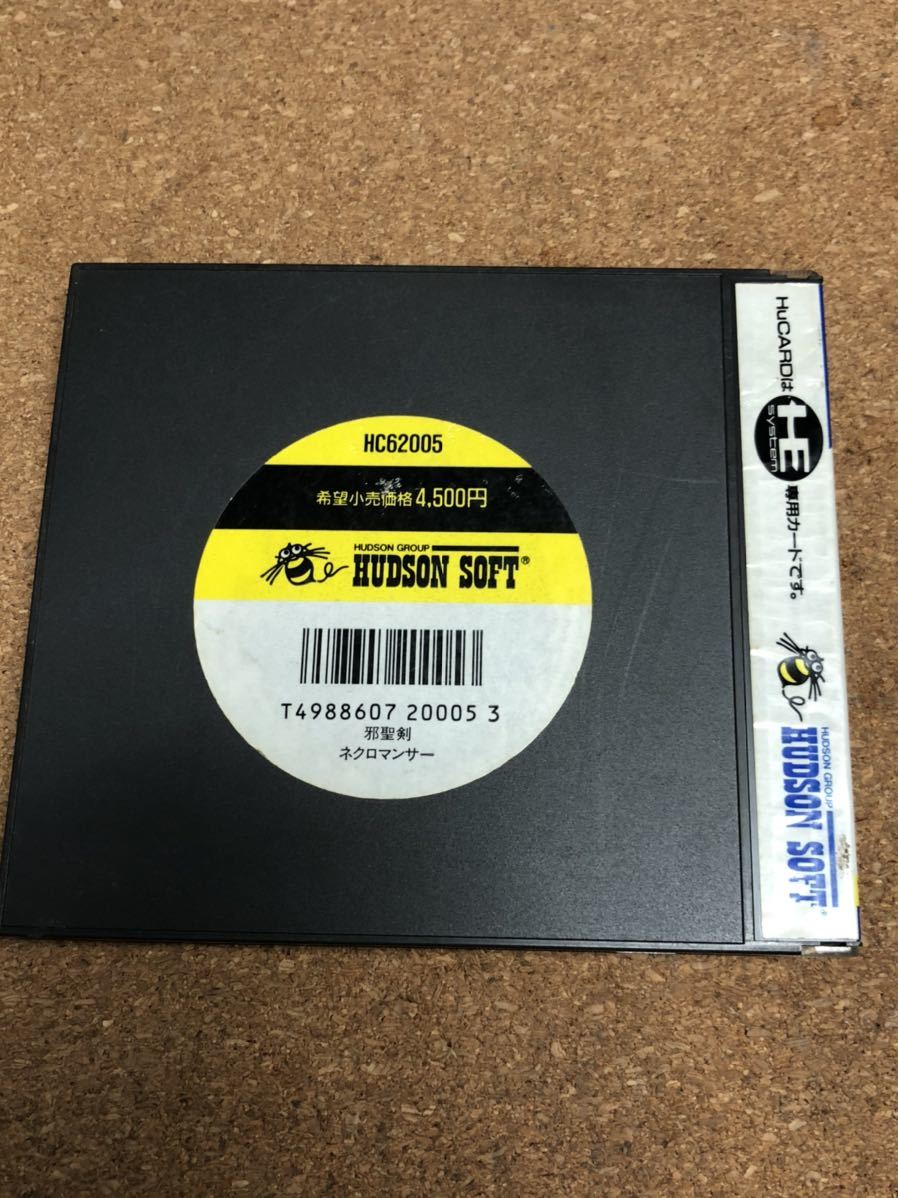 HC62005
希望小売価格4,500円
HUDSON GROUP
HUDSON SOFT®
T4988607 20005 3
邪聖剣
ネクロマンサー
HuCARDは HE system 専用カードです。
HUDSON GROUP
HUDSON SOFT®